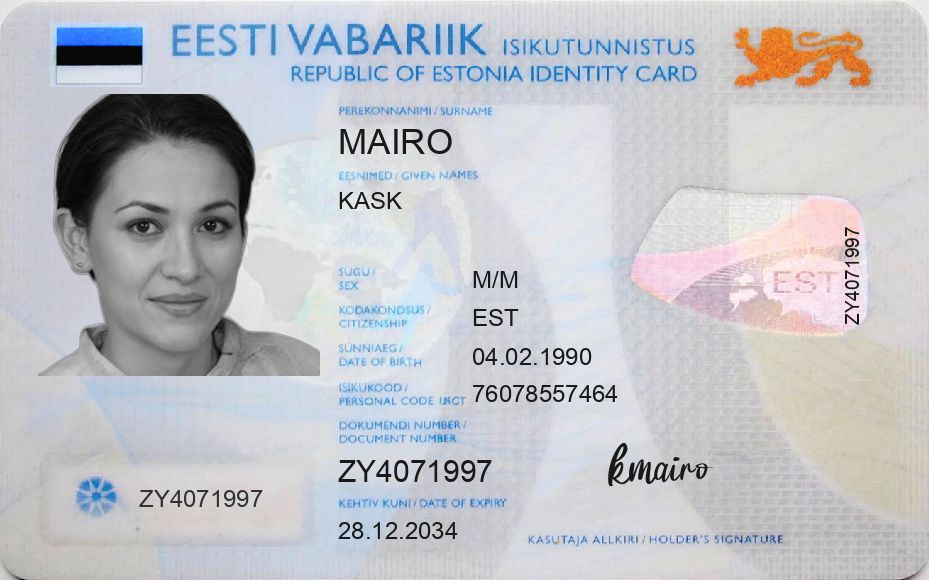 EESTI VABARIIK ISIKUTUNNISTUS
REPUBLIC OF ESTONIA IDENTITY CARD
PEREKONNANIMI / SURNAME
MAIRO
EESNIMED / GIVEN NAMES
KASK
SUGU /
SEX
M/M
KODAKONDSUS /
CITIZENSHIP
EST
SÜNNIAEG /
DATE OF BIRTH
04.02.1990
ISIKUKOOD /
PERSONAL CODE
76078557464
DOKUMENDI NUMBER /
DOCUMENT NUMBER
ZY4071997
KEHTIV KUNI / DATE OF EXPIRY
28.12.2034
ZY4071997
EST
ZY4071997
kmairo
KASUTAJA ALLKIRI / HOLDER'S SIGNATURE